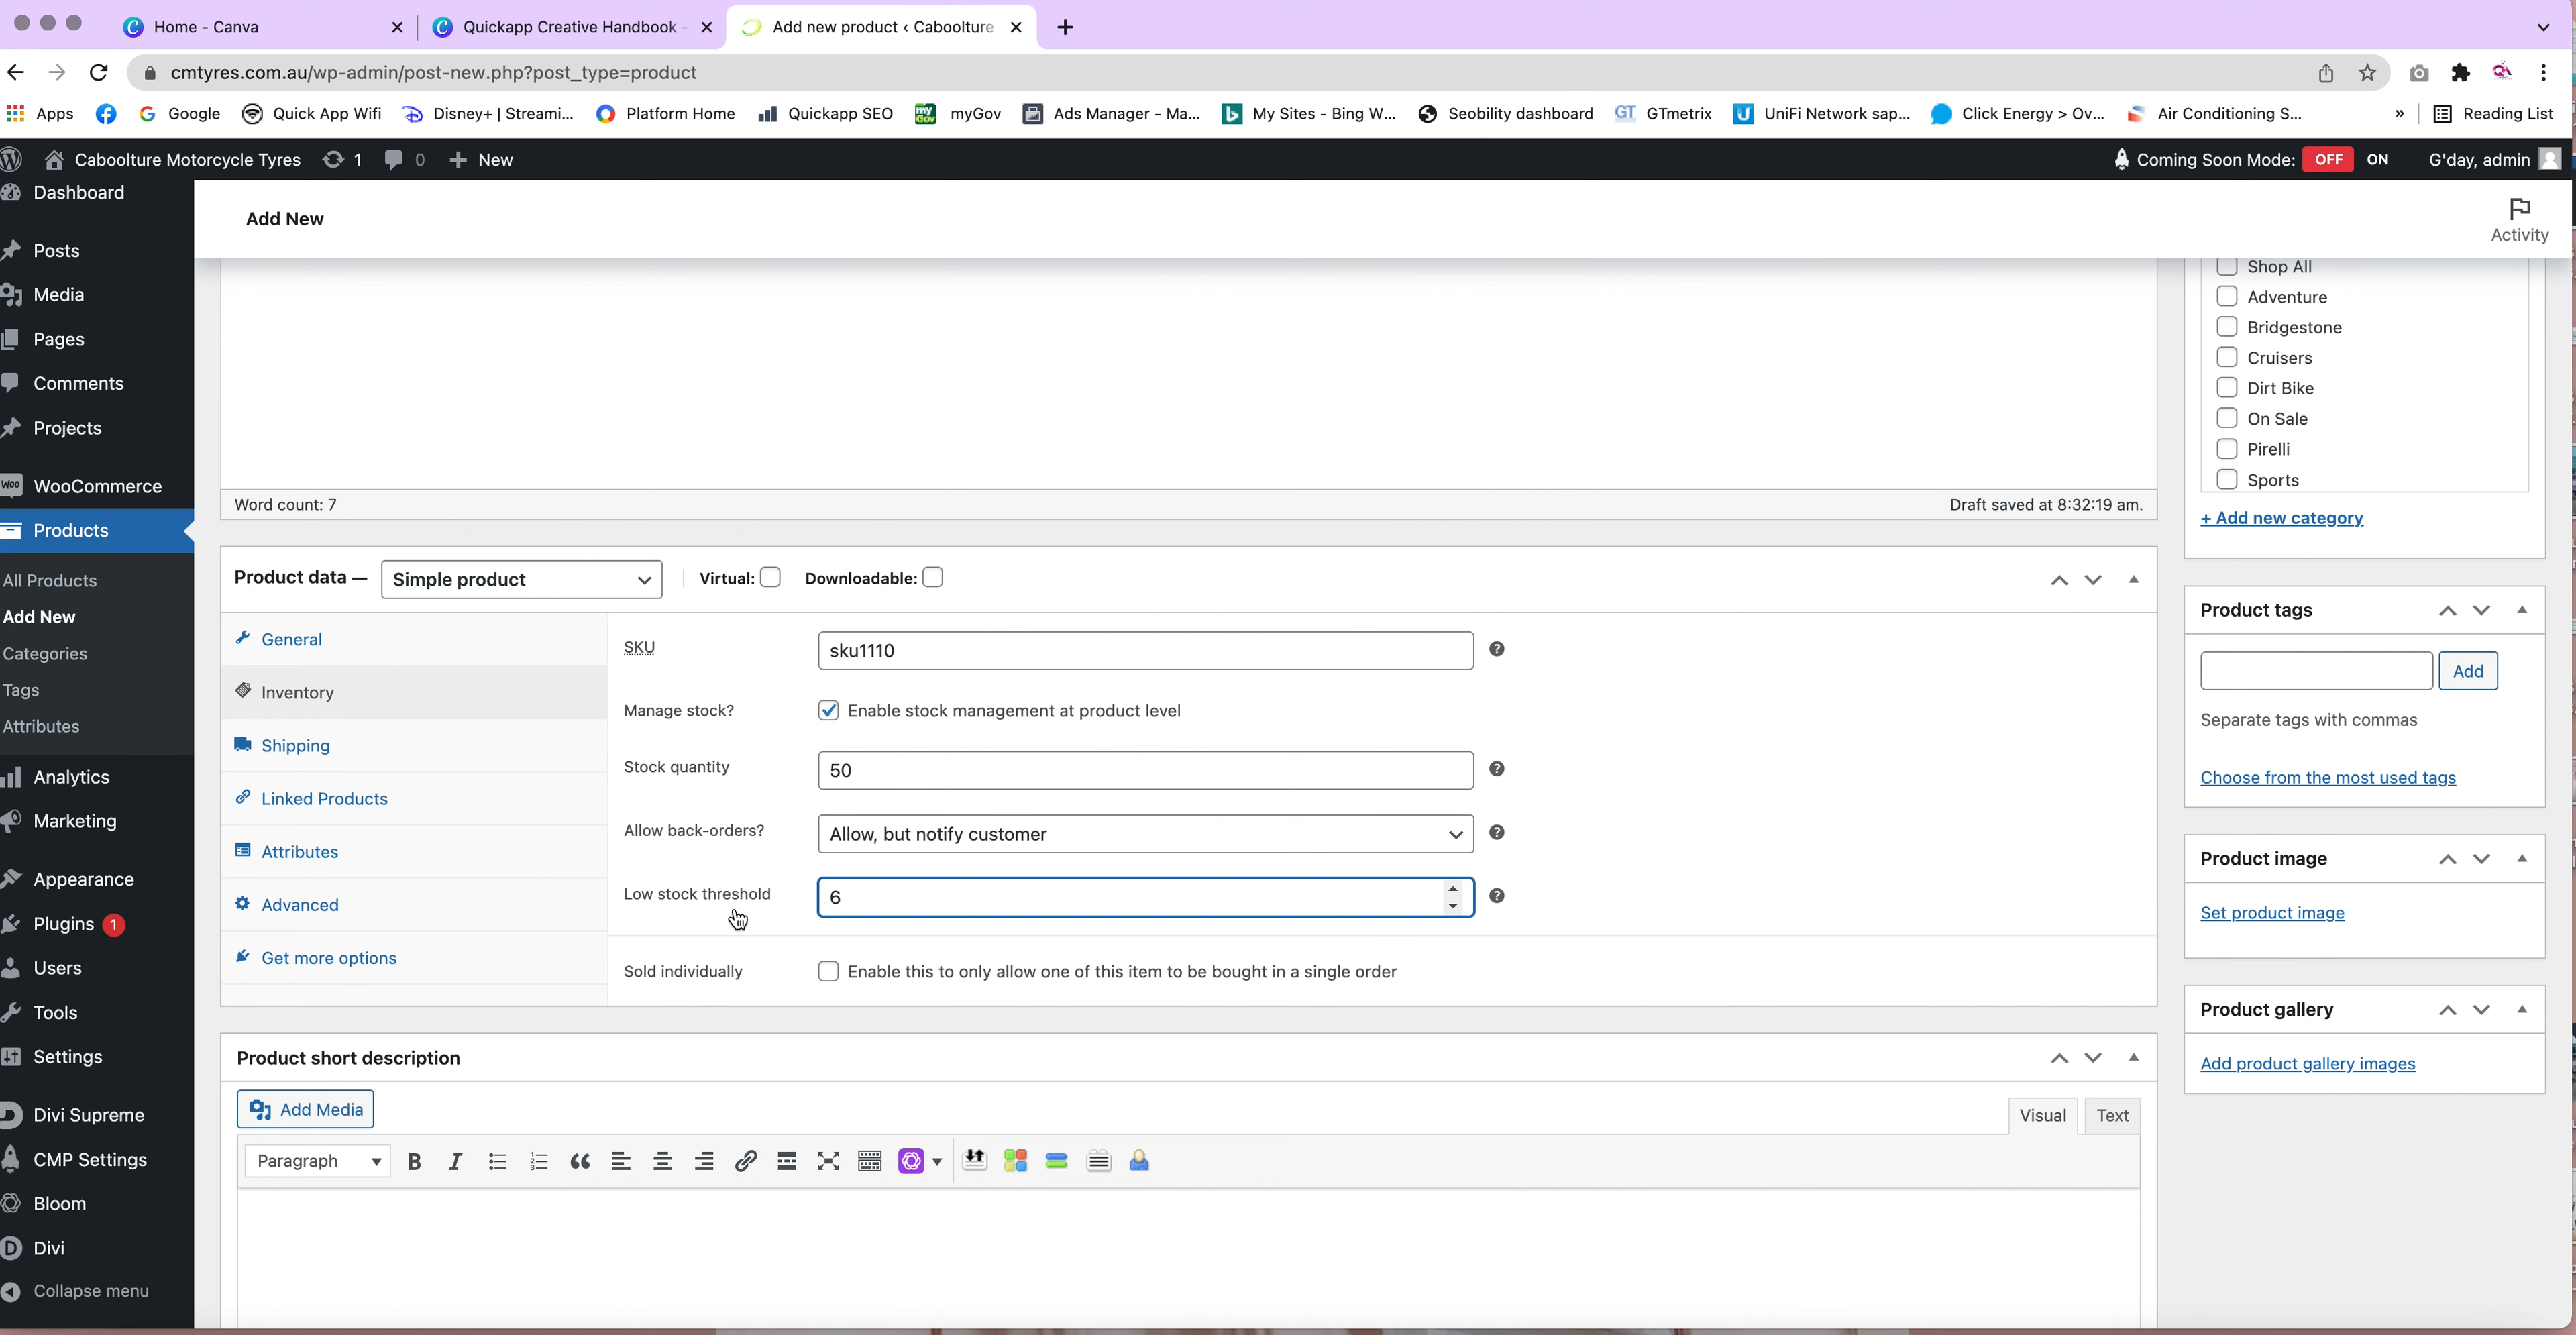 Home - Canva
Quickapp Creative Handbook -
Add new product ‹ Caboolture
cmtyres.com.au/wp-admin/post-new.php?post_type=product
Apps
Google
Quick App Wifi
Disney+ | Streami...
Platform Home
Quickapp SEO
my Gov
myGov
Ads Manager - Ma...
My Sites - Bing W...
Seobility dashboard
GT
GTmetrix
UniFi Network sap...
Click Energy > Ov...
Air Conditioning S...
»
Reading List
Caboolture Motorcycle Tyres
1
0
New
Coming Soon Mode:
OFF
ON
G'day, admin
Dashboard
Posts
Media
Pages
Comments
Projects
WooCommerce
Products
All Products
Add New
Categories
Tags
Attributes
Analytics
Marketing
Appearance
Plugins 1
Users
Tools
Settings
Divi Supreme
CMP Settings
Bloom
Divi
Collapse menu
Add New
Activity
Word count: 7
Draft saved at 8:32:19 am.
Product data —
Simple product
Virtual:
Downloadable:
General
Inventory
Shipping
Linked Products
Attributes
Advanced
Get more options
SKU
sku1110
Manage stock?
Enable stock management at product level
Stock quantity
50
Allow back-orders?
Allow, but notify customer
Low stock threshold
6
Sold individually
Enable this to only allow one of this item to be bought in a single order
Product short description
Add Media
Visual
Text
Paragraph
B
I
Shop All
Adventure
Bridgestone
Cruisers
Dirt Bike
On Sale
Pirelli
Sports
+ Add new category
Product tags
Add
Separate tags with commas
Choose from the most used tags
Product image
Set product image
Product gallery
Add product gallery images